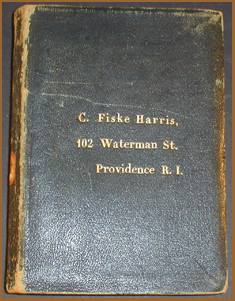 C. Fiske Harris,
102 Waterman St.
Providence R. I.